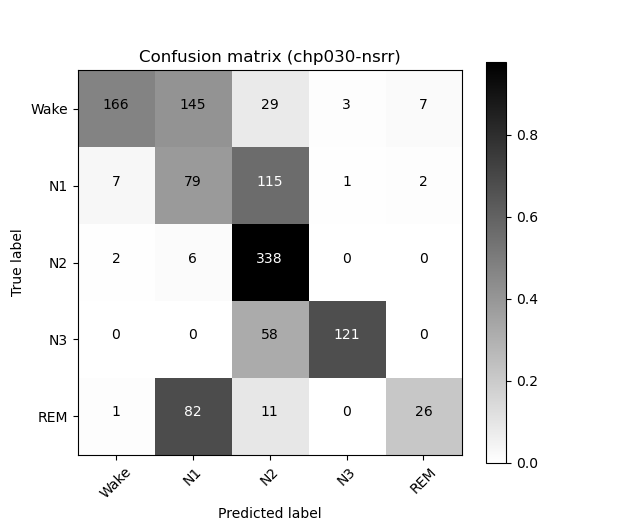 Confusion matrix (chp030-nsrr)
True label
Wake 166 145 29 3 7
N1 7 79 115 1 2
N2 2 6 338 0 0
N3 0 0 58 121 0
REM 1 82 11 0 26
Wake N1 N2 N3 REM
Predicted label
0.8
0.6
0.4
0.2
0.0